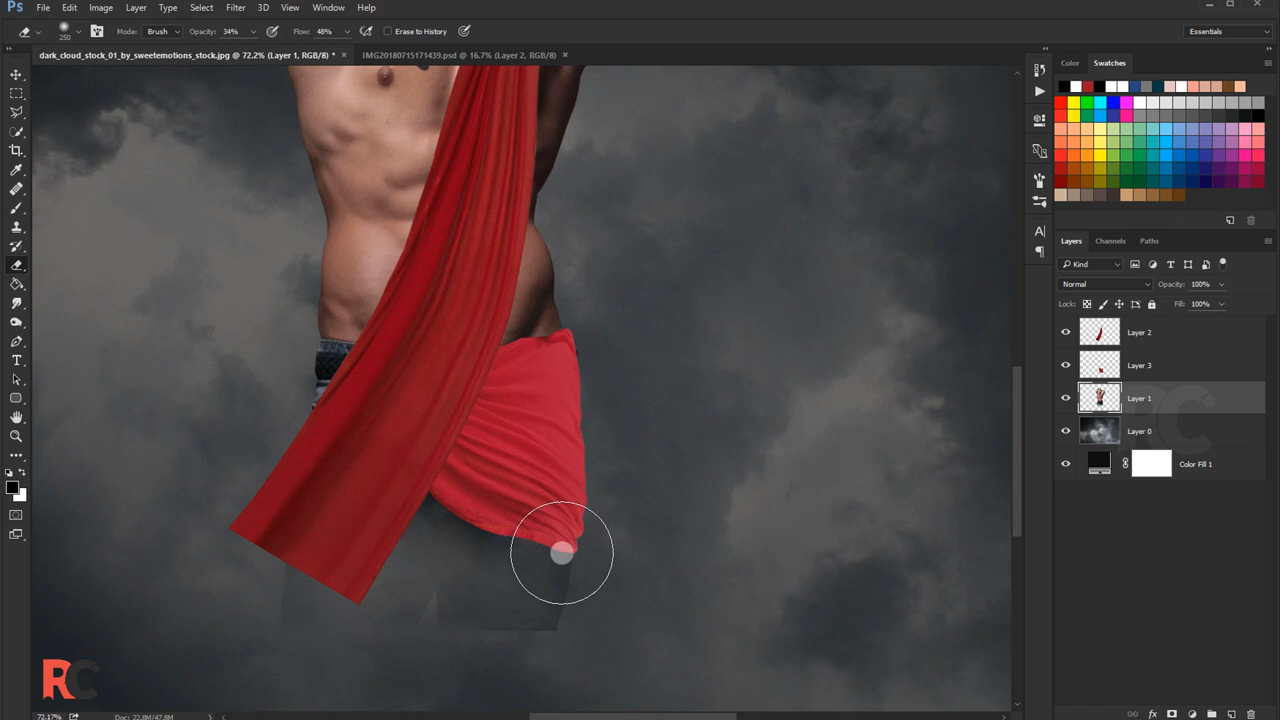 Ps File Edit Image Layer Type Select Filter 3D View Window Help
250 Mode: Brush Opacity: 34% Flow: 48% Erase to History Essentials
dark_cloud_stock_01_by_sweetemotions_stock.jpg @ 72.2% (Layer 1, RGB/8) * × IMG20180715171439.psd @ 16.7% (Layer 2, RGB/8) ×
Color Swatches
Layers Channels Paths
Kind
Normal Opacity: 100%
Lock: Fill: 100%
Layer 2
Layer 3
Layer 1
Layer 0
Color Fill 1
RC
RC
72.17% Doc: 22.8M/47.8M
fx